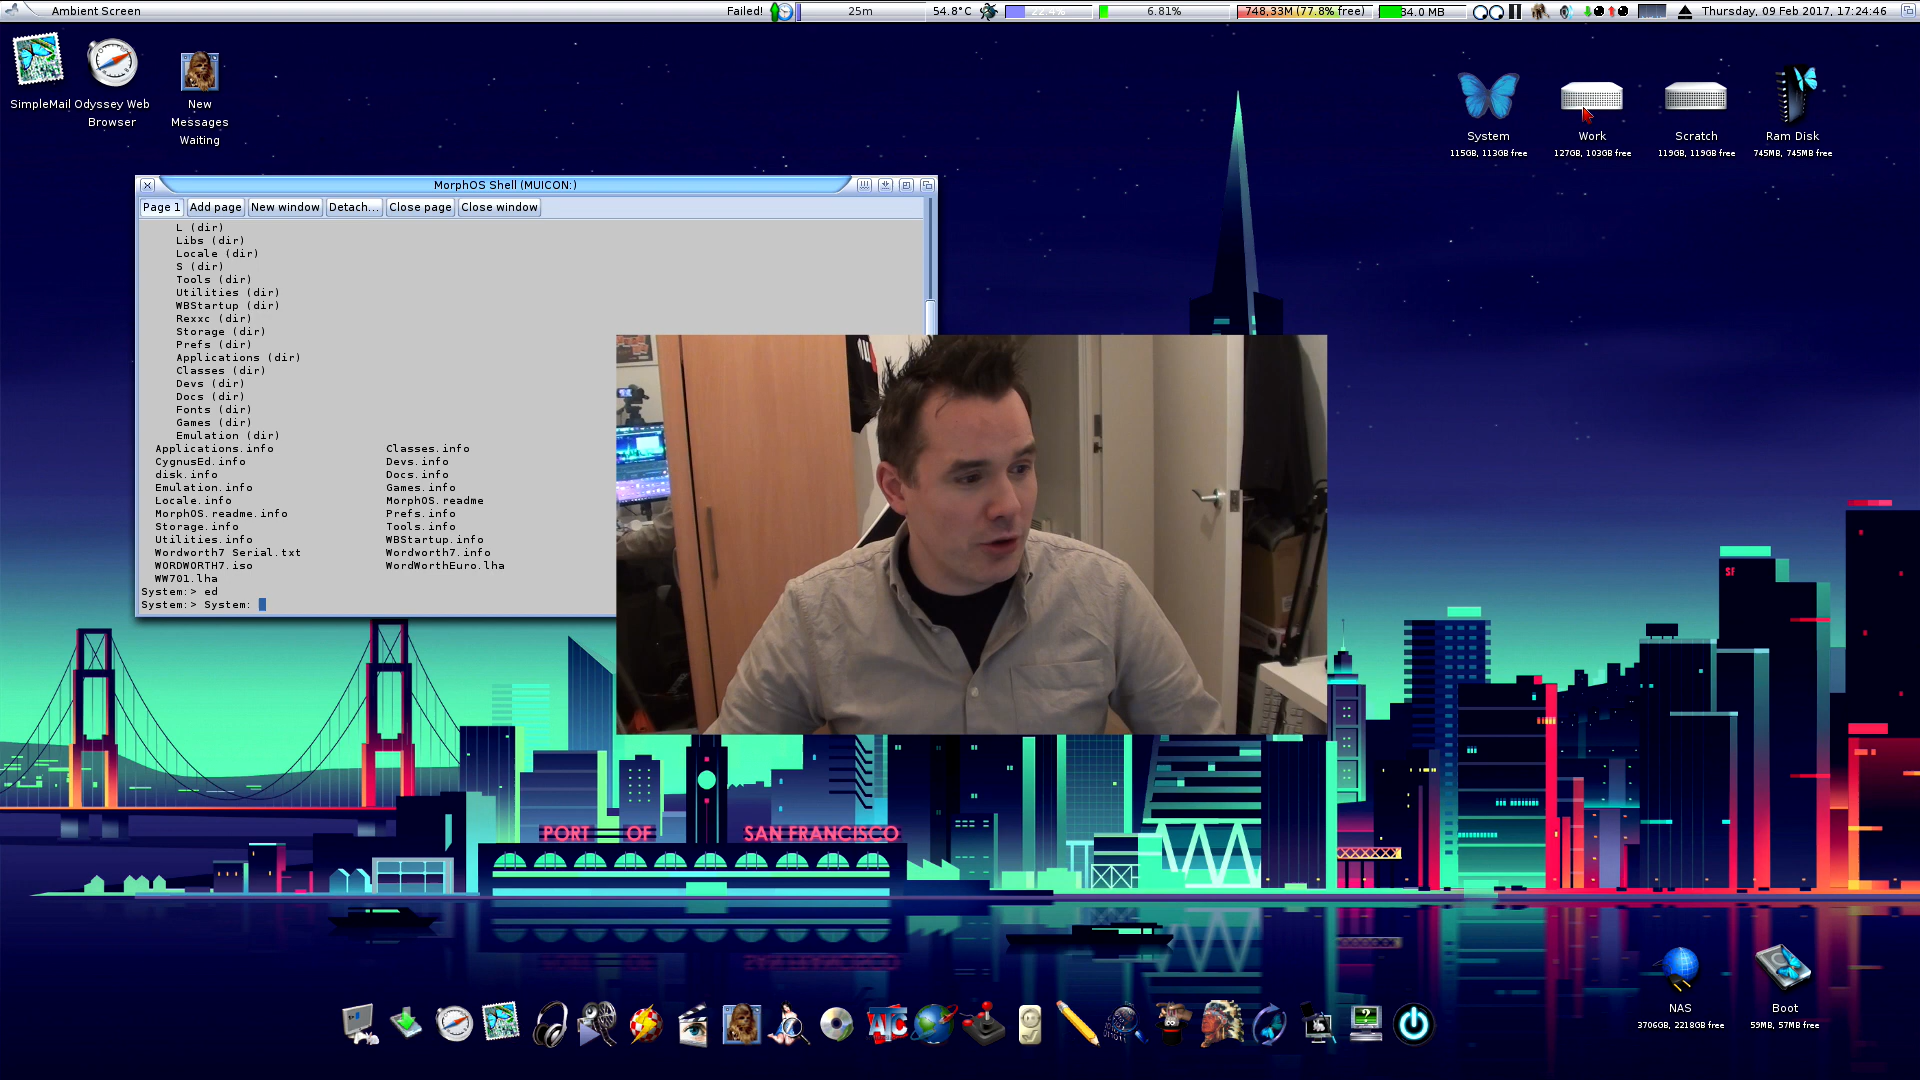 Ambient Screen
Failed!
25m
54.8°C
22.4%
6.81%
748,33M (77.8% free)
34.0 MB
Thursday, 09 Feb 2017, 17:24:46
SimpleMail
Odyssey Web
Browser
New
Messages
Waiting
System
115GB, 113GB free
Work
127GB, 103GB free
Scratch
119GB, 119GB free
Ram Disk
745MB, 745MB free
MorphOS Shell (MUICON:)
Page 1 Add page New window Detach... Close page Close window
L (dir)
Libs (dir)
Locale (dir)
S (dir)
Tools (dir)
Utilities (dir)
WBStartup (dir)
Rexxc (dir)
Storage (dir)
Prefs (dir)
Applications (dir)
Classes (dir)
Devs (dir)
Docs (dir)
Fonts (dir)
Games (dir)
Emulation (dir)
Applications.info Classes.info
CygnusEd.info Devs.info
disk.info Docs.info
Emulation.info Games.info
Locale.info MorphOS.readme
MorphOS.readme.info Prefs.info
Storage.info Tools.info
Utilities.info WBStartup.info
Wordworth7 Serial.txt Wordworth7.info
WORDWORTH7.iso WordWorthEuro.lha
WW701.lha
System:> ed
System:> System:
SF
PORT OF SAN FRANCISCO
NAS
3706GB, 2218GB free
Boot
59MB, 57MB free